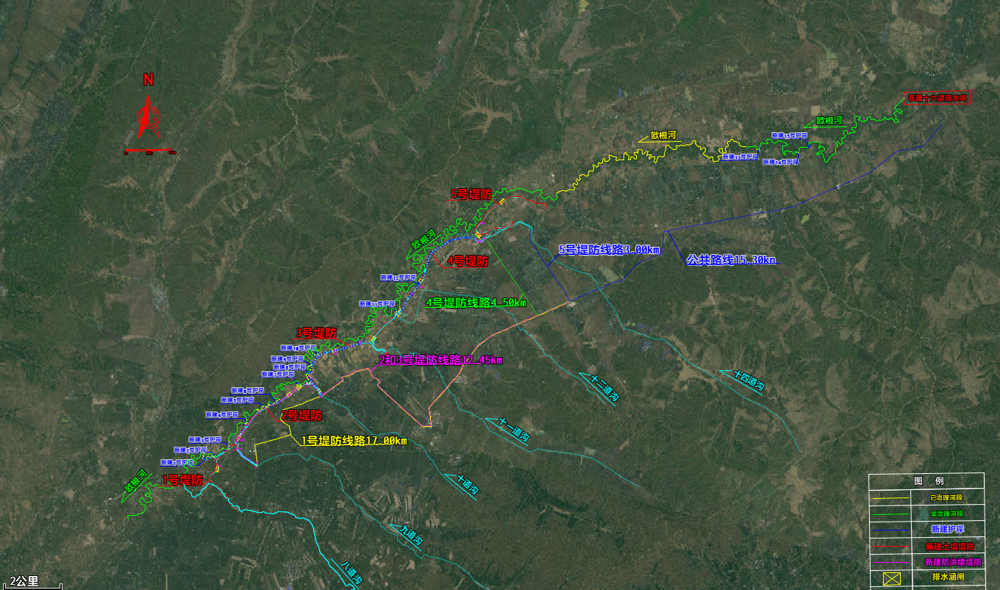 N
在建十六道岗水库
欧根河
欧根河
新建15号护岸
新建13号护岸
新建14号护岸
5号堤防
欧根河
4号堤防
5号堤防线路3.00km
公共路线15.30km
新建12号护岸
新建11号护岸
4号堤防线路4.50km
3号堤防
新建10号护岸
新建9号护岸
新建8号护岸
新建7号护岸
2和3号堤防线路12.45km
十二道沟
十四道沟
新建6号护岸
新建5号护岸
新建4号护岸
2号堤防
十一道沟
1号堤防线路17.00km
新建3号护岸
新建2号护岸
新建1号护岸
欧根河
1号堤防
十道沟
九道沟
八道沟
图 例
已治理河段
需治理河段
新建护岸
新建土堤堤防
新建防洪墙堤防
排水涵闸
2公里